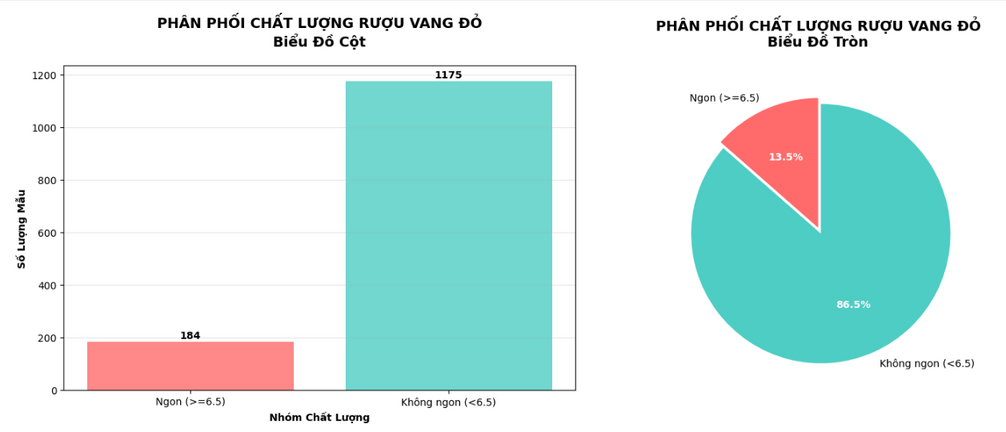 PHÂN PHỐI CHẤT LƯỢNG RƯỢU VANG ĐỎ
Biểu Đồ Cột
1200
1000
800
600
400
200
0
Số Lượng Mẫu
184
1175
Ngon (>=6.5)
Không ngon (<6.5)
Nhóm Chất Lượng
PHÂN PHỐI CHẤT LƯỢNG RƯỢU VANG ĐỎ
Biểu Đồ Tròn
Ngon (>=6.5)
13.5%
86.5%
Không ngon (<6.5)